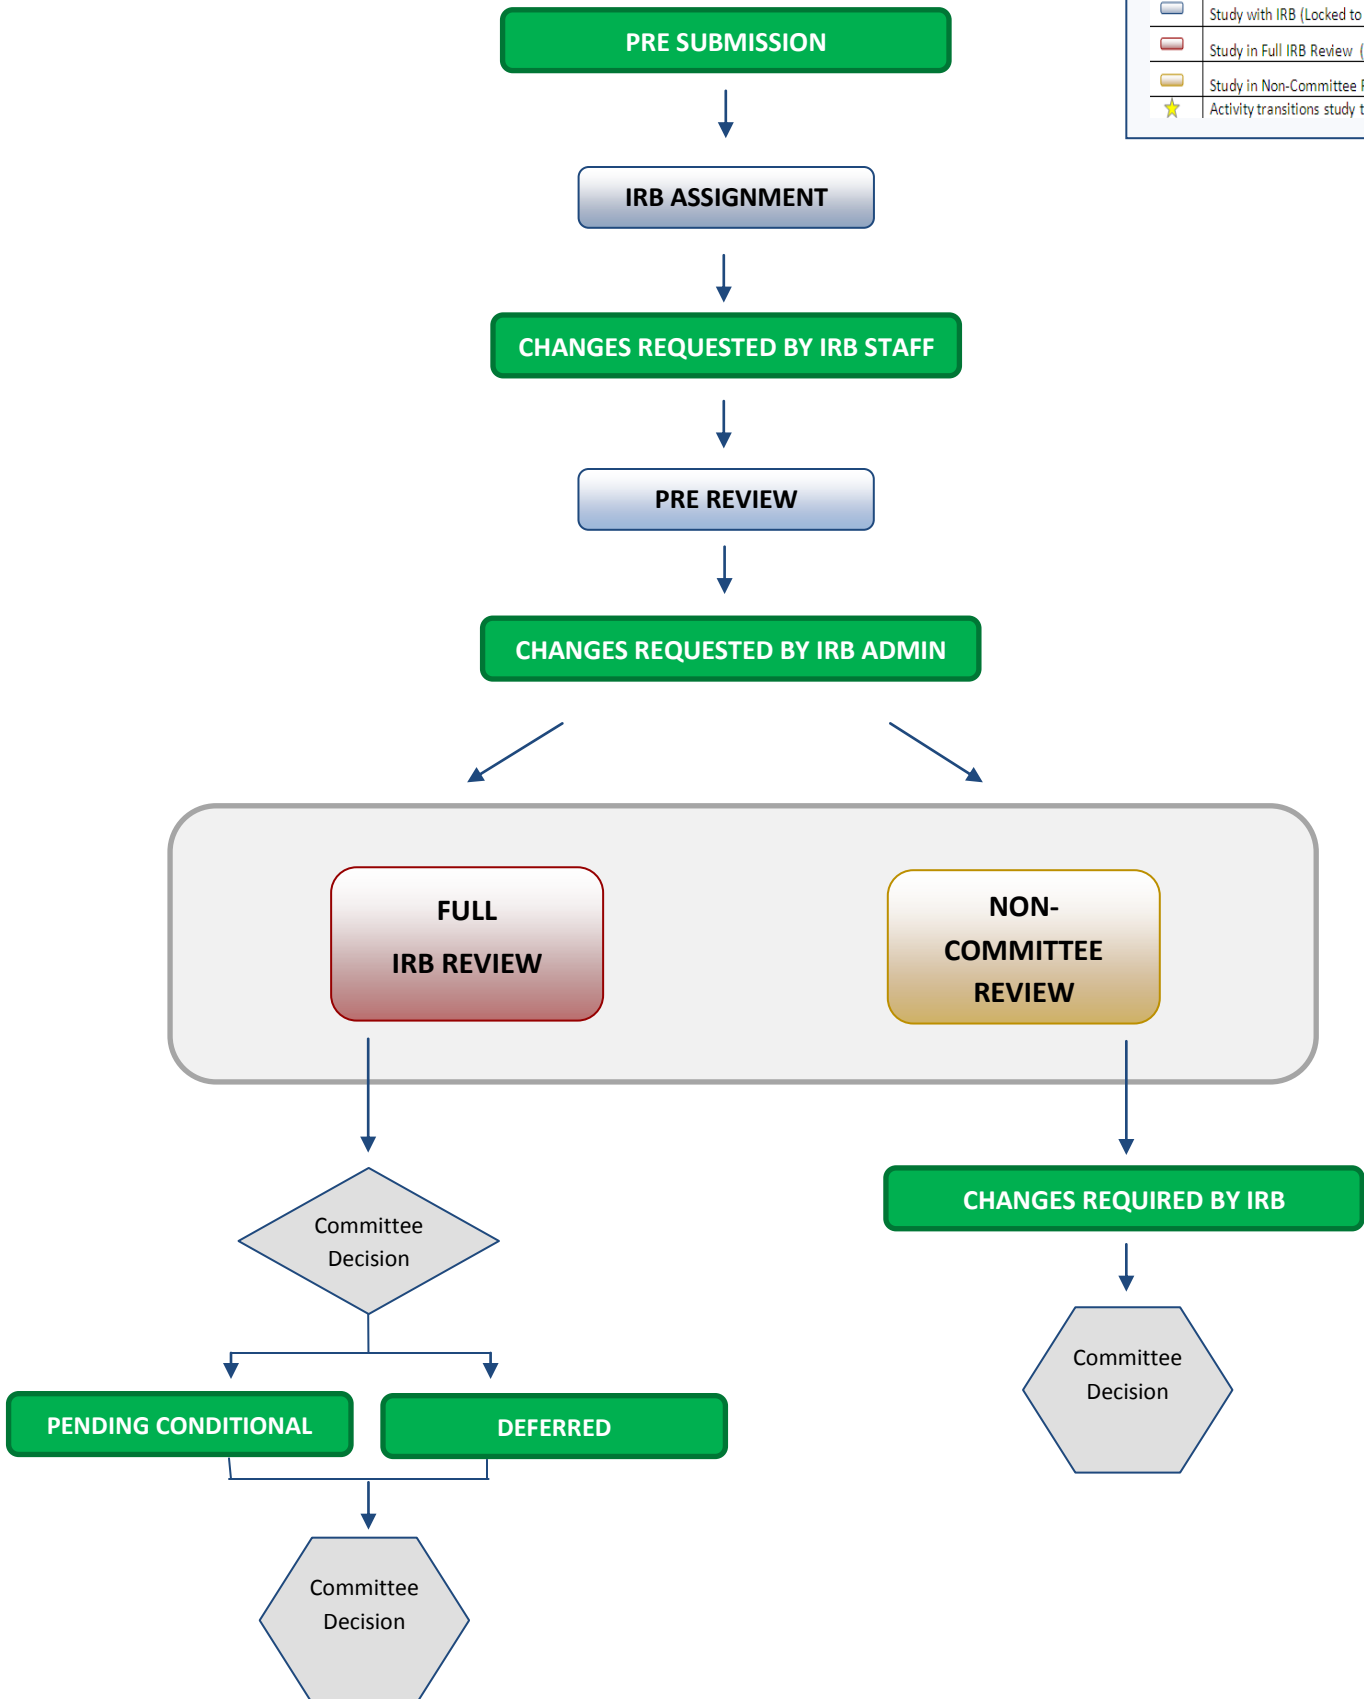 Study with IRB (Locked to
Study in Full IRB Review (
Study in Non-Committee
Activity transitions study t
PRE SUBMISSION
IRB ASSIGNMENT
CHANGES REQUESTED BY IRB STAFF
PRE REVIEW
CHANGES REQUESTED BY IRB ADMIN
FULL
IRB REVIEW
NON-
COMMITTEE
REVIEW
Committee
Decision
CHANGES REQUIRED BY IRB
Committee
Decision
PENDING CONDITIONAL
DEFERRED
Committee
Decision